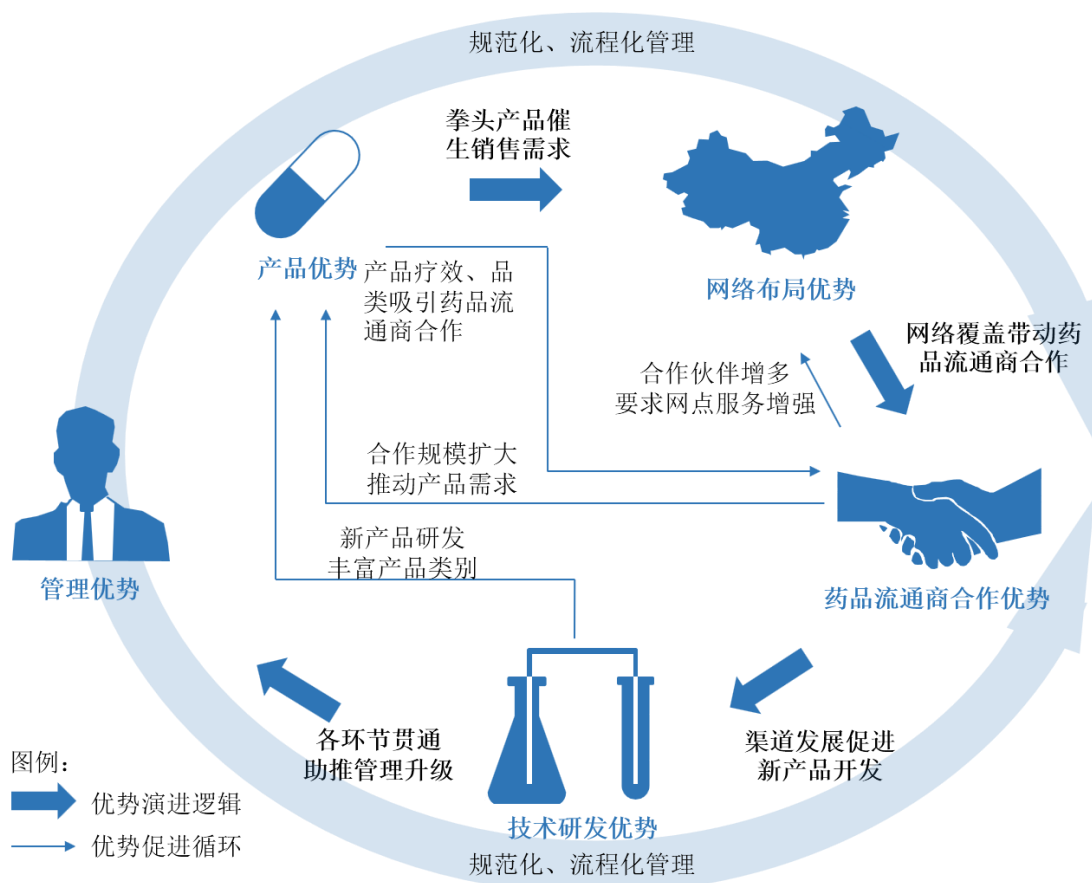 规范化、流程化管理
拳头产品催
生销售需求
产品优势
产品疗效、品
类吸引药品流
通商合作
网络布局优势
网络覆盖带动药
品流通商合作
合作伙伴增多
要求网点服务增强
合作规模扩大
推动产品需求
新产品研发
丰富产品类别
管理优势
药品流通商合作优势
各环节贯通
助推管理升级
渠道发展促进
新产品开发
技术研发优势
图例：
优势演进逻辑
优势促进循环
规范化、流程化管理